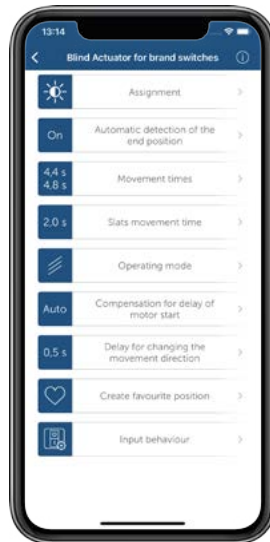 13:14
Blind Actuator for brand switches
Assignment
On
Automatic detection of the
end position
4,4 s
4,8 s
Movement times
2,0 s
Slats movement time
Operating mode
Auto
Compensation for delay of
motor start
0,5 s
Delay for changing the
movement direction
Create favourite position
Input behaviour